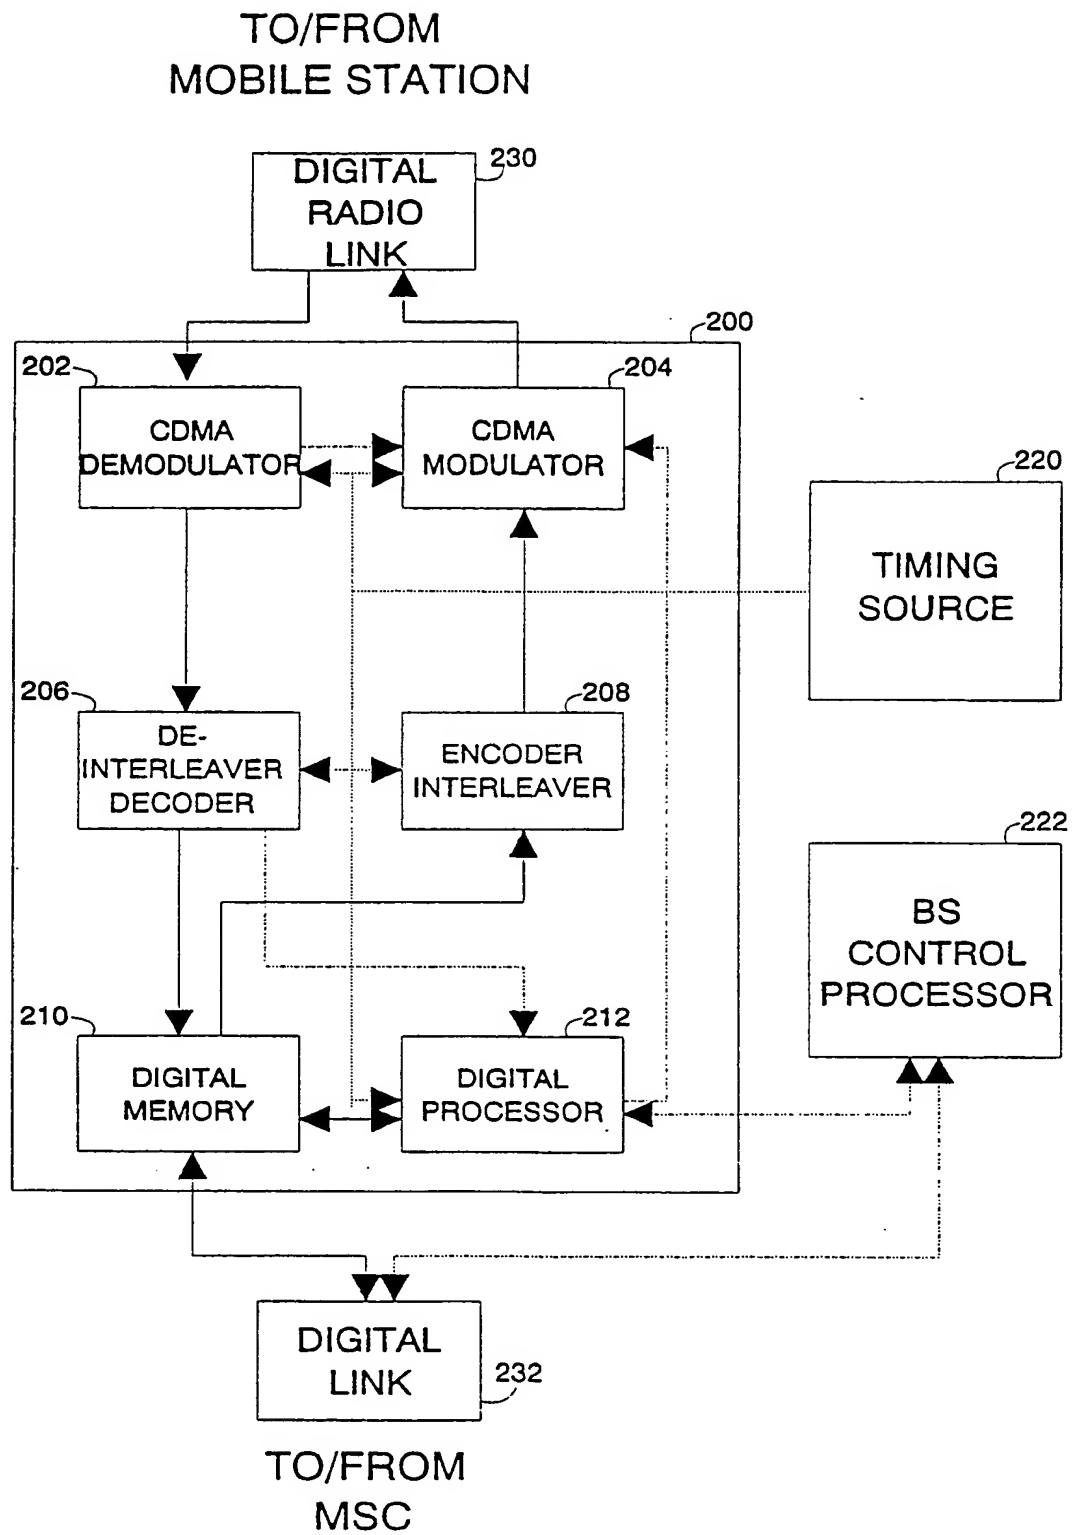 TO/FROM
MOBILE STATION
DIGITAL
RADIO
LINK
230
200
202
204
CDMA
DEMODULATOR
CDMA
MODULATOR
220
TIMING
SOURCE
206
208
DE-
INTERLEAVER
DECODER
ENCODER
INTERLEAVER
222
BS
CONTROL
PROCESSOR
210
212
DIGITAL
MEMORY
DIGITAL
PROCESSOR
DIGITAL
LINK
232
TO/FROM
MSC